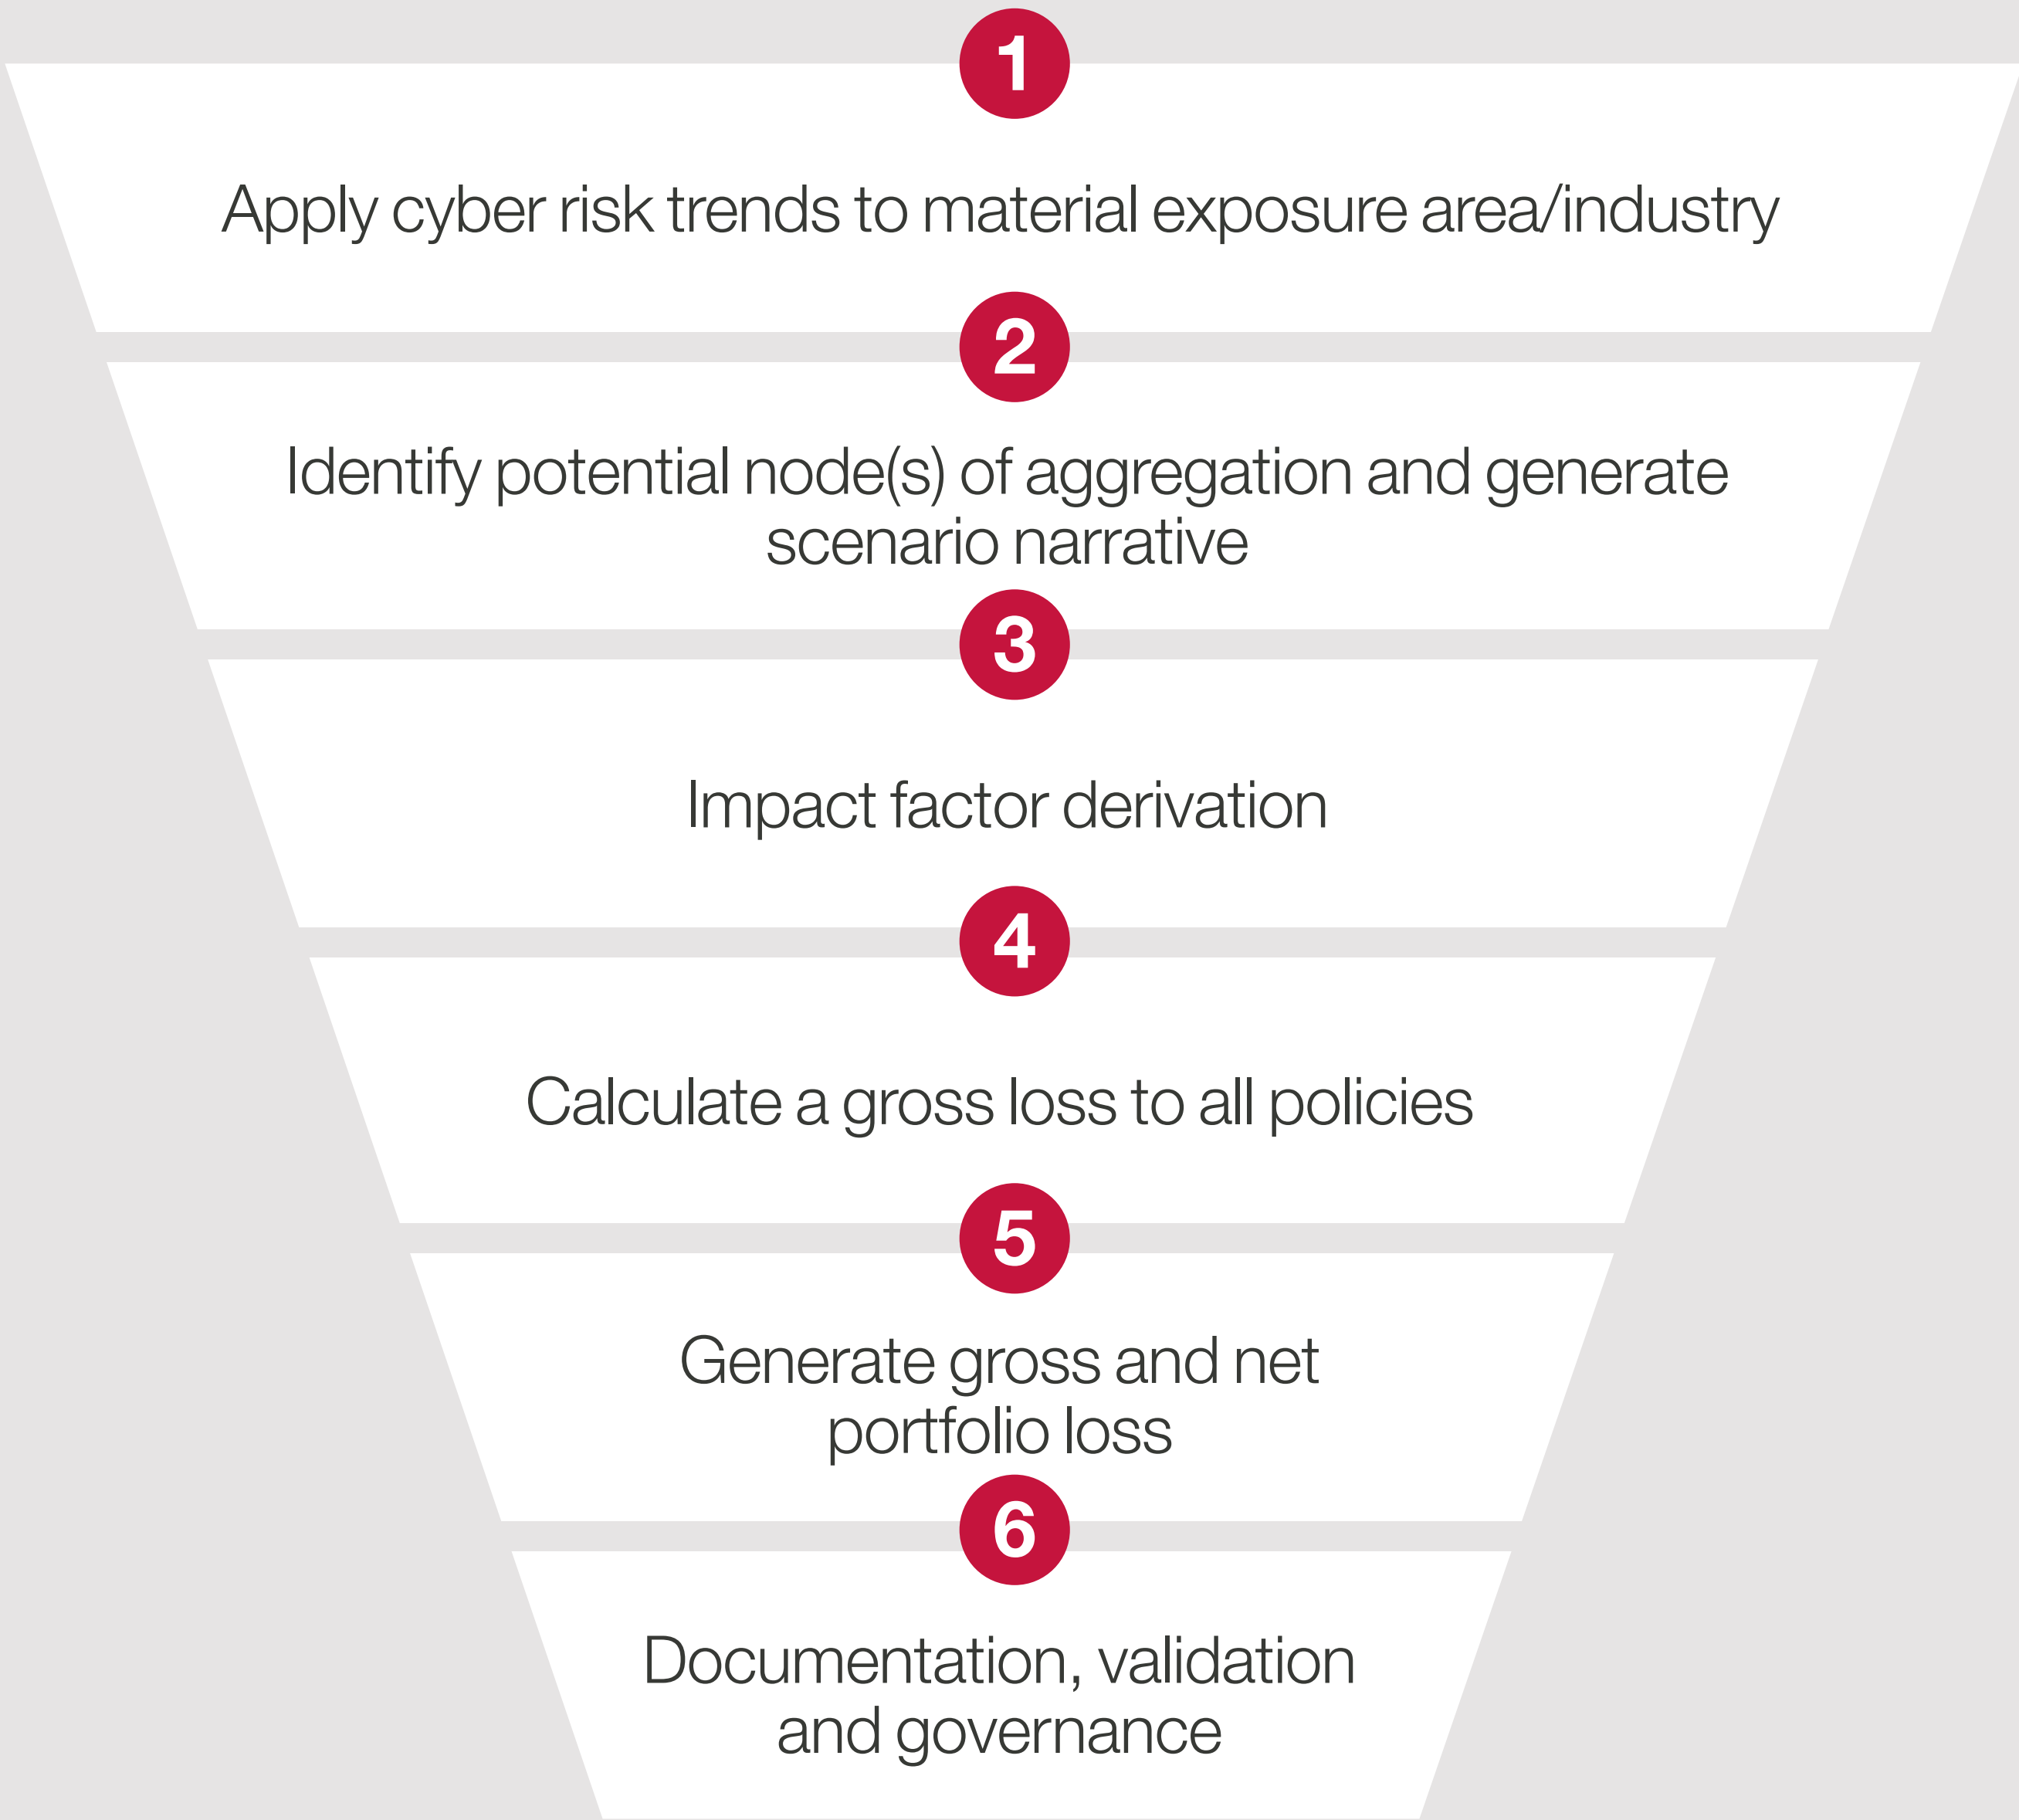 1
Apply cyber risk trends to material exposure area/industry
2
Identify potential node(s) of aggregation and generate
scenario narrative
3
Impact factor derivation
4
Calculate a gross loss to all policies
5
Generate gross and net
portfolio loss
6
Documentation, validation
and governance